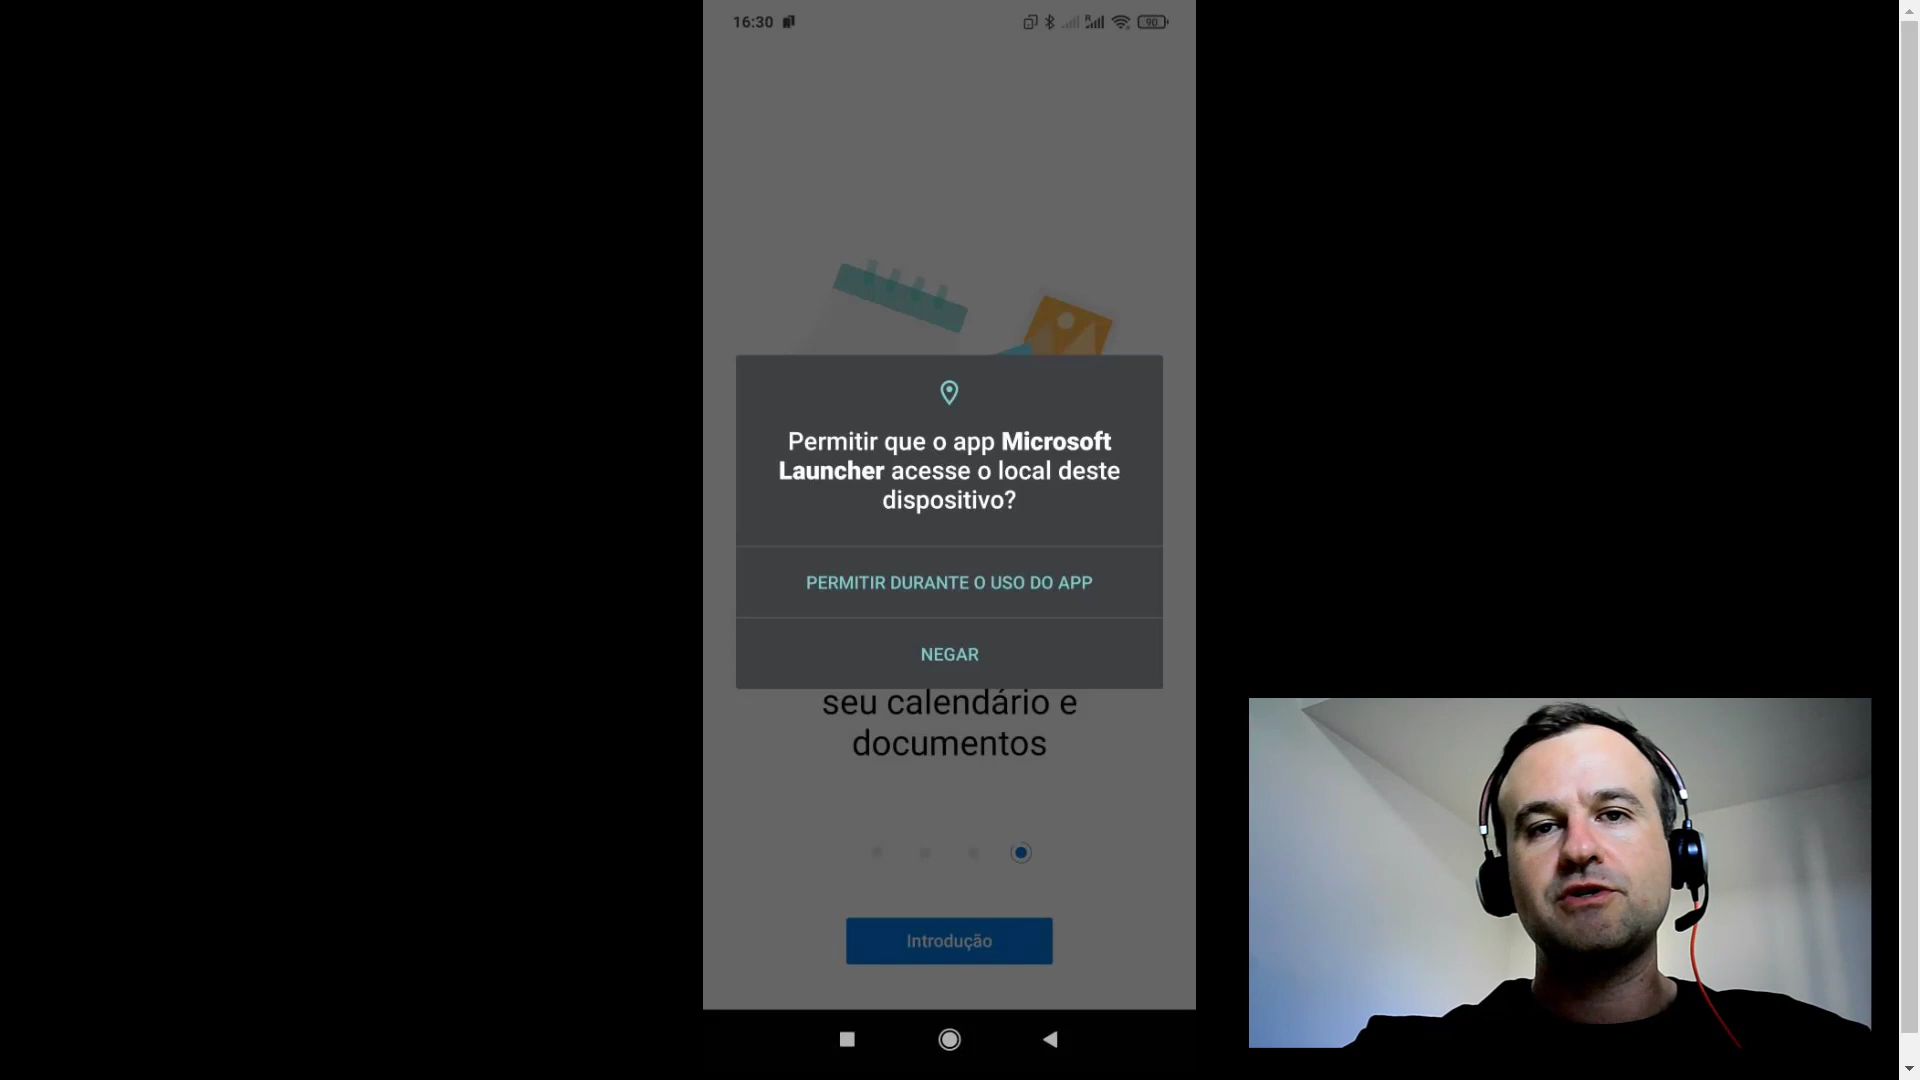 16:30
90
Permitir que o app Microsoft
Launcher acesse o local deste
dispositivo?
PERMITIR DURANTE O USO DO APP
NEGAR
seu calendário e
documentos
Introdução